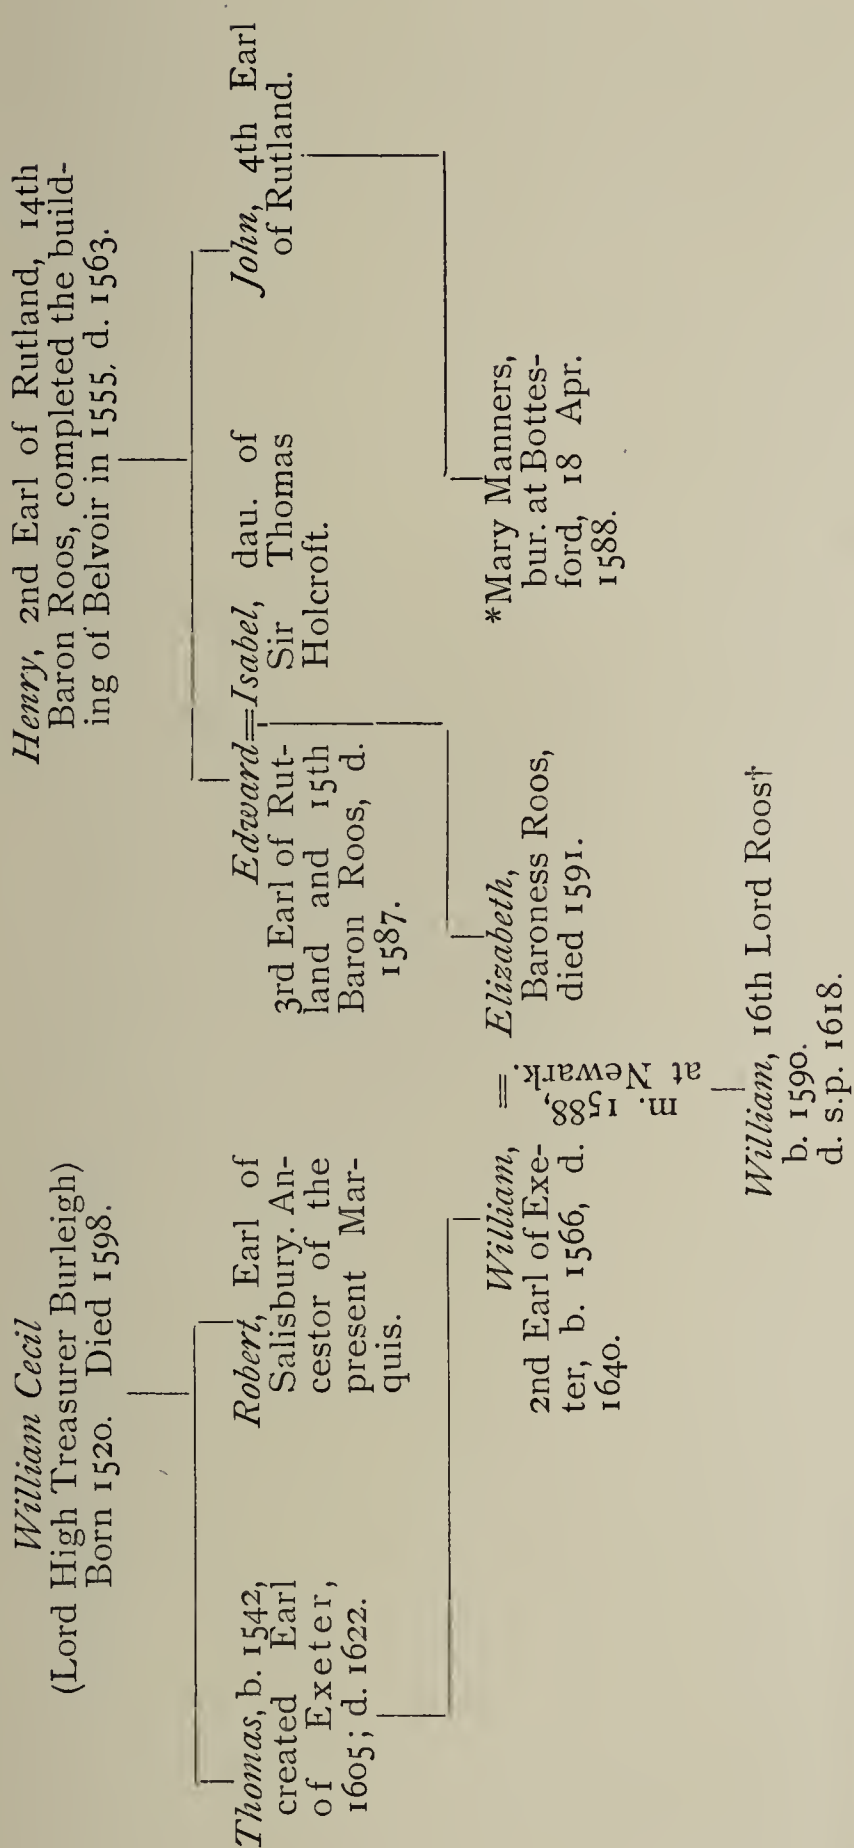 William Cecil
(Lord High Treasurer Burleigh)
Born 1520. Died 1598.
Henry, 2nd Earl of Rutland, 14th
Baron Roos, completed the build-
ing of Belvoir in 1555, d. 1563.
Thomas, b. 1542,
created Earl
of Exeter,
1605; d. 1622.
Robert, Earl of
Salisbury. An-
cestor of the
present Mar-
quis.
Edward=Isabel, dau. of
3rd Earl of Rut-
land and 15th
Baron Roos, d.
1587.
Sir Thomas
Holcroft.
John, 4th Earl
of Rutland.
William,
2nd Earl of Exe-
ter, b. 1566, d.
1640.
=
m. 1588,
at Newark.
Elizabeth,
Baroness Roos,
died 1591.
*Mary Manners,
bur. at Bottes-
ford, 18 Apr.
1588.
William, 16th Lord Roos†
b. 1590.
d. s.p. 1618.